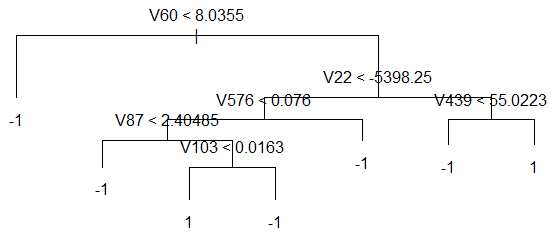 V60 < 8.0355
V22 < -5398.25
V576 < 0.076
V439 < 55.0223
V87 < 2.40485
-1
V103 < 0.0163
-1
-1
1
-1
1
-1